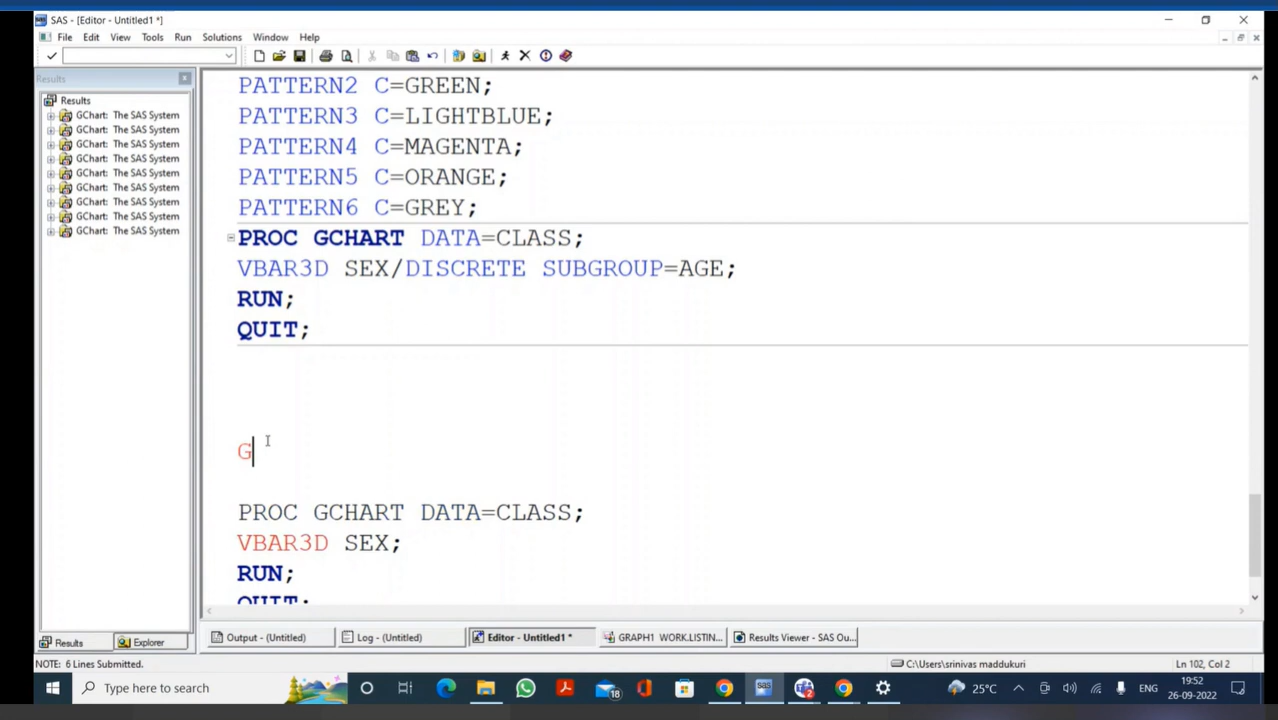 SAS - [Editor - Untitled1 *]
File Edit View Tools Run Solutions Window Help
Results
Results
GChart: The SAS System
GChart: The SAS System
GChart: The SAS System
GChart: The SAS System
GChart: The SAS System
GChart: The SAS System
GChart: The SAS System
GChart: The SAS System
GChart: The SAS System
PATTERN2 C=GREEN;
PATTERN3 C=LIGHTBLUE;
PATTERN4 C=MAGENTA;
PATTERN5 C=ORANGE;
PATTERN6 C=GREY;
PROC GCHART DATA=CLASS;
VBAR3D SEX/DISCRETE SUBGROUP=AGE;
RUN;
QUIT;
G
PROC GCHART DATA=CLASS;
VBAR3D SEX;
RUN;
QUIT;
Results Explorer
Output - (Untitled) Log - (Untitled) Editor - Untitled1 * GRAPH1 WORK.LISTIN... Results Viewer - SAS Ou...
NOTE: 6 Lines Submitted. C:\Users\srinivas maddukuri Ln 102, Col 2
Type here to search 18 sas 2 25°C ENG 19:52
26-09-2022